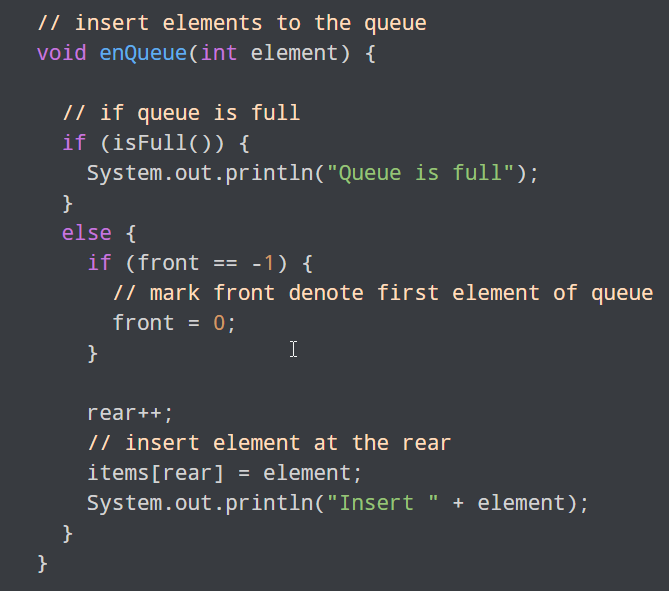 // insert elements to the queue
void enQueue(int element) {
// if queue is full
if (isFull()) {
System.out.println("Queue is full");
}
else {
if (front == -1) {
// mark front denote first element of queue
front = 0;
}
rear++;
// insert element at the rear
items[rear] = element;
System.out.println("Insert " + element);
}
}